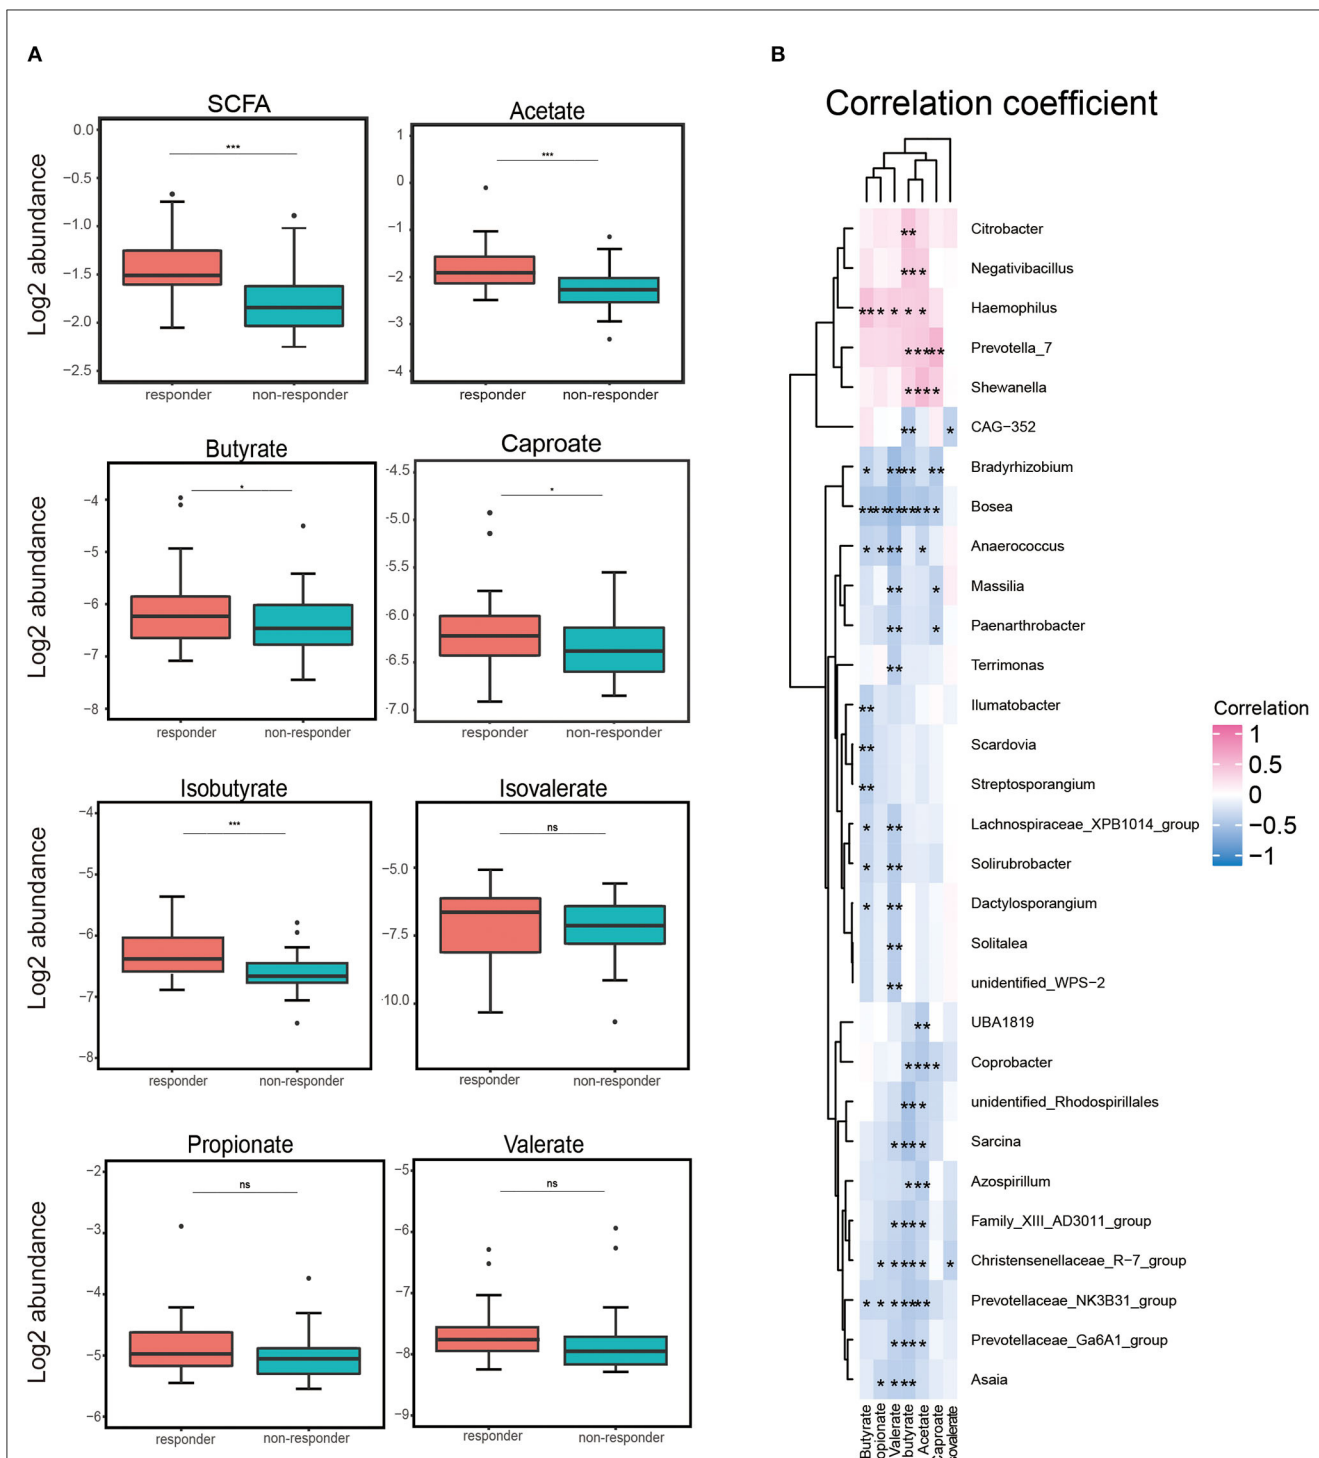 A
SCFA
0.0
−0.5
−1.0
−1.5
−2.0
−2.5
Log2 abundance
***
responder
non-responder
Acetate
1
0
−1
−2
−3
−4
***
responder
non-responder
Butyrate
−4
−5
−6
−7
−8
Log2 abundance
*
responder
non-responder
Caproate
-4.5
-5.0
-5.5
-6.0
-6.5
-7.0
*
responder
non-responder
Isobutyrate
−4
−5
−6
−7
−8
Log2 abundance
***
responder
non-responder
Isovalerate
−5.0
−7.5
·10.0
ns
responder
non-responder
Propionate
−2
−3
−4
−5
−6
Log2 abundance
ns
responder
non-responder
Valerate
−5
−6
−7
−8
−9
ns
responder
non-responder
B
Correlation coefficient
** Citrobacter
*** Negativibacillus
****** Haemophilus
****** Prevotella_7
***** Shewanella
** * CAG−352
* **** ** Bradyrhizobium
************ Bosea
* *** * Anaerococcus
** * Massilia
** * Paenarthrobacter
** Terrimonas
** Ilumatobacter
** Scardovia
** Streptosporangium
* ** Lachnospiraceae_XPB1014_group
* ** Solirubrobacter
* ** Dactylosporangium
** Solitalea
** unidentified_WPS−2
** UBA1819
***** Coprobacter
*** unidentified_Rhodospirillales
**** Sarcina
*** Azospirillum
**** Family_XIII_AD3011_group
***** * Christensenellaceae_R−7_group
******* Prevotellaceae_NK3B31_group
**** Prevotellaceae_Ga6A1_group
**** Asaia
Butyrate
opionate
Valerate
butyrate
Acetate
Caproate
sovalerate
Correlation
1
0.5
0
−0.5
−1